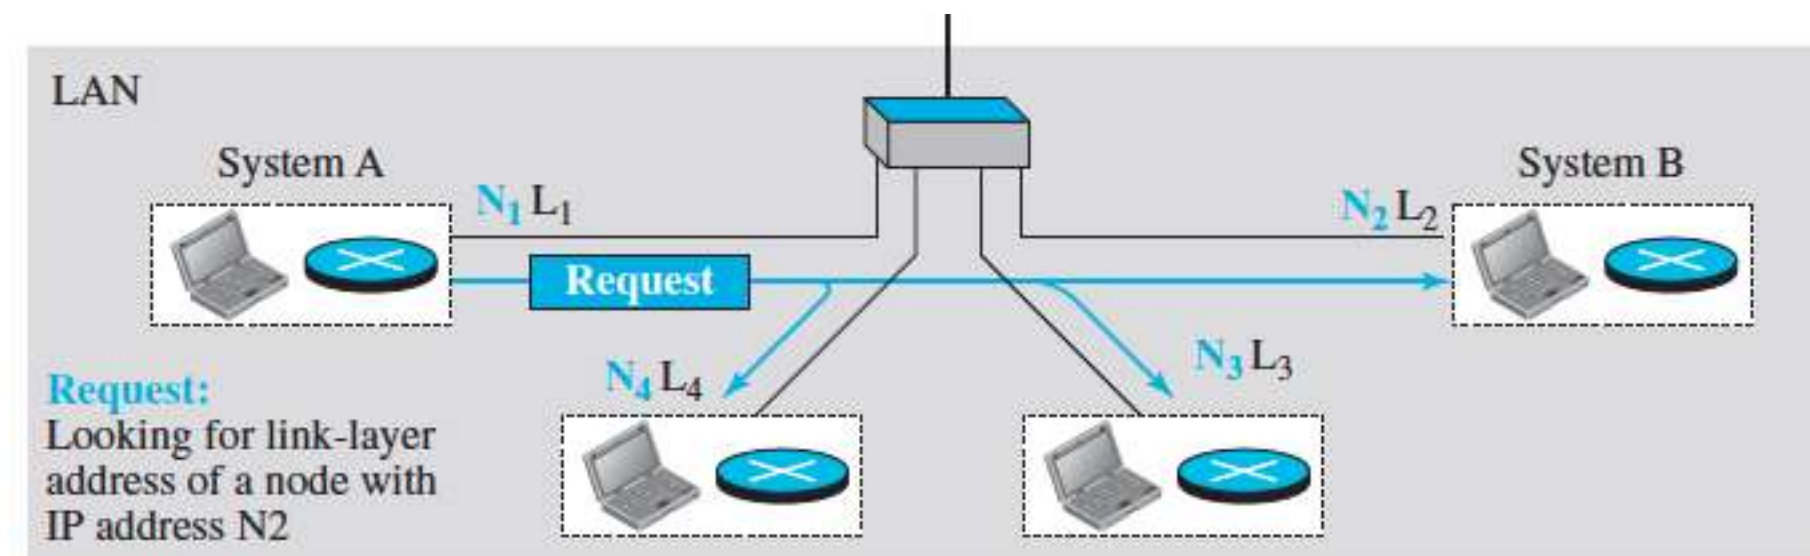 LAN
System A
System B
N₁ L₁
N₂ L₂
Request
N₄ L₄
N₃ L₃
Request:
Looking for link-layer
address of a node with
IP address N2